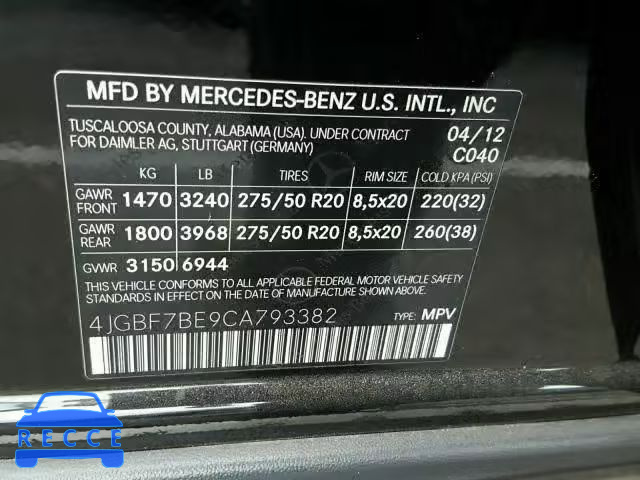 MFD BY MERCEDES-BENZ U.S. INTL., INC
TUSCALOOSA COUNTY, ALABAMA (USA). UNDER CONTRACT 04/12
FOR DAIMLER AG, STUTTGART (GERMANY) C040
KG LB TIRES RIM SIZE COLD KPA (PSI)
GAWR FRONT 1470 3240 275/50 R20 8,5x20 220(32)
GAWR REAR 1800 3968 275/50 R20 8,5x20 260(38)
GVWR 3150 6944
THIS VEHICLE CONFORMS TO ALL APPLICABLE FEDERAL MOTOR VEHICLE SAFETY
STANDARDS IN EFFECT ON THE DATE OF MANUFACTURE SHOWN ABOVE.
4JGBF7BE9CA793382 TYPE: MPV
RECCE